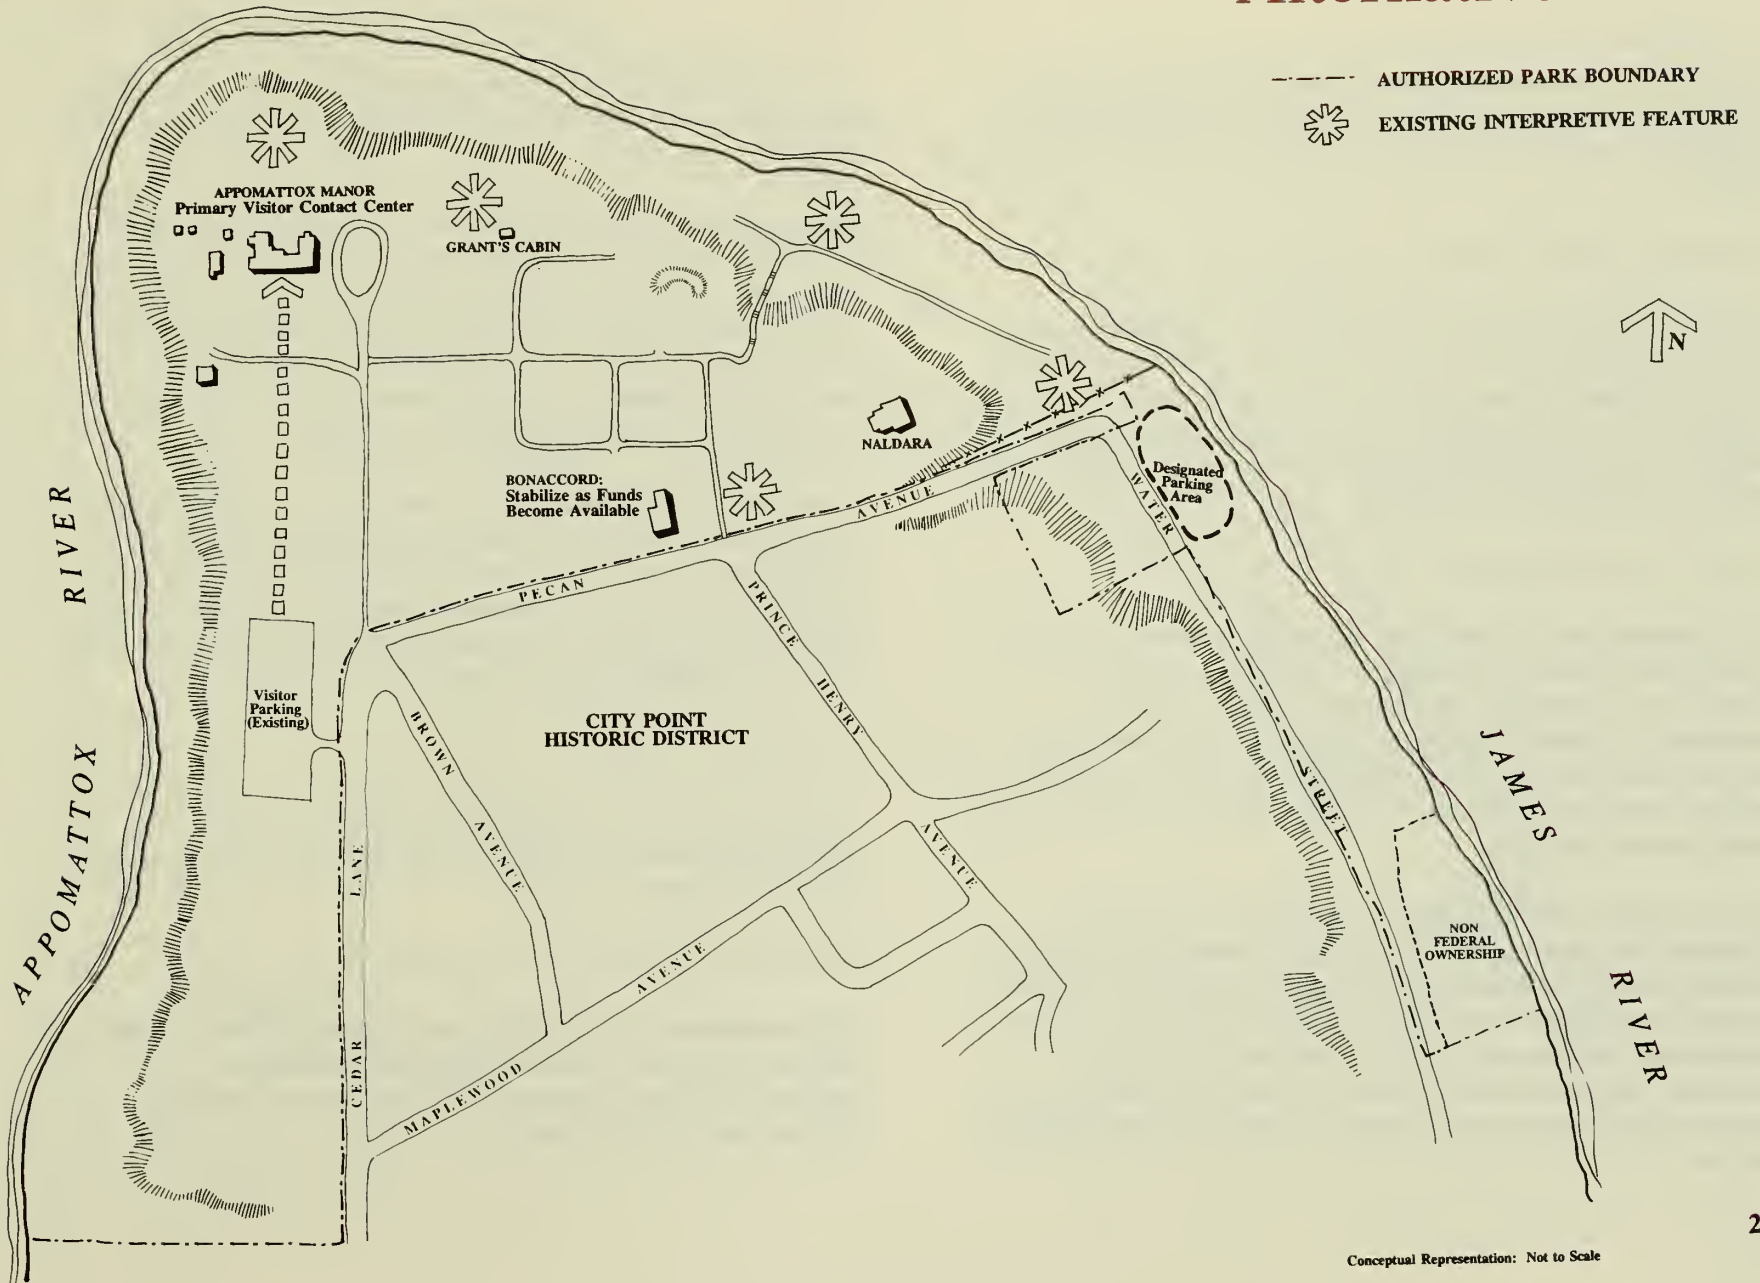 AUTHORIZED PARK BOUNDARY
EXISTING INTERPRETIVE FEATURE
APPOMATTOX MANOR
Primary Visitor Contact Center
GRANT'S CABIN
N
NALDARA
BONACCORD:
Stabilize as Funds
Become Available
Designated
Parking
Area
PECAN
AVENUE
WATER
STREET
PRINCE
HENRY
AVENUE
Visitor
Parking
(Existing)
CITY POINT
HISTORIC DISTRICT
BROWN
AVENUE
CEDAR
LANE
MAPLEWOOD
AVENUE
APPOMATTOX
RIVER
JAMES
RIVER
NON
FEDERAL
OWNERSHIP
2
Conceptual Representation: Not to Scale